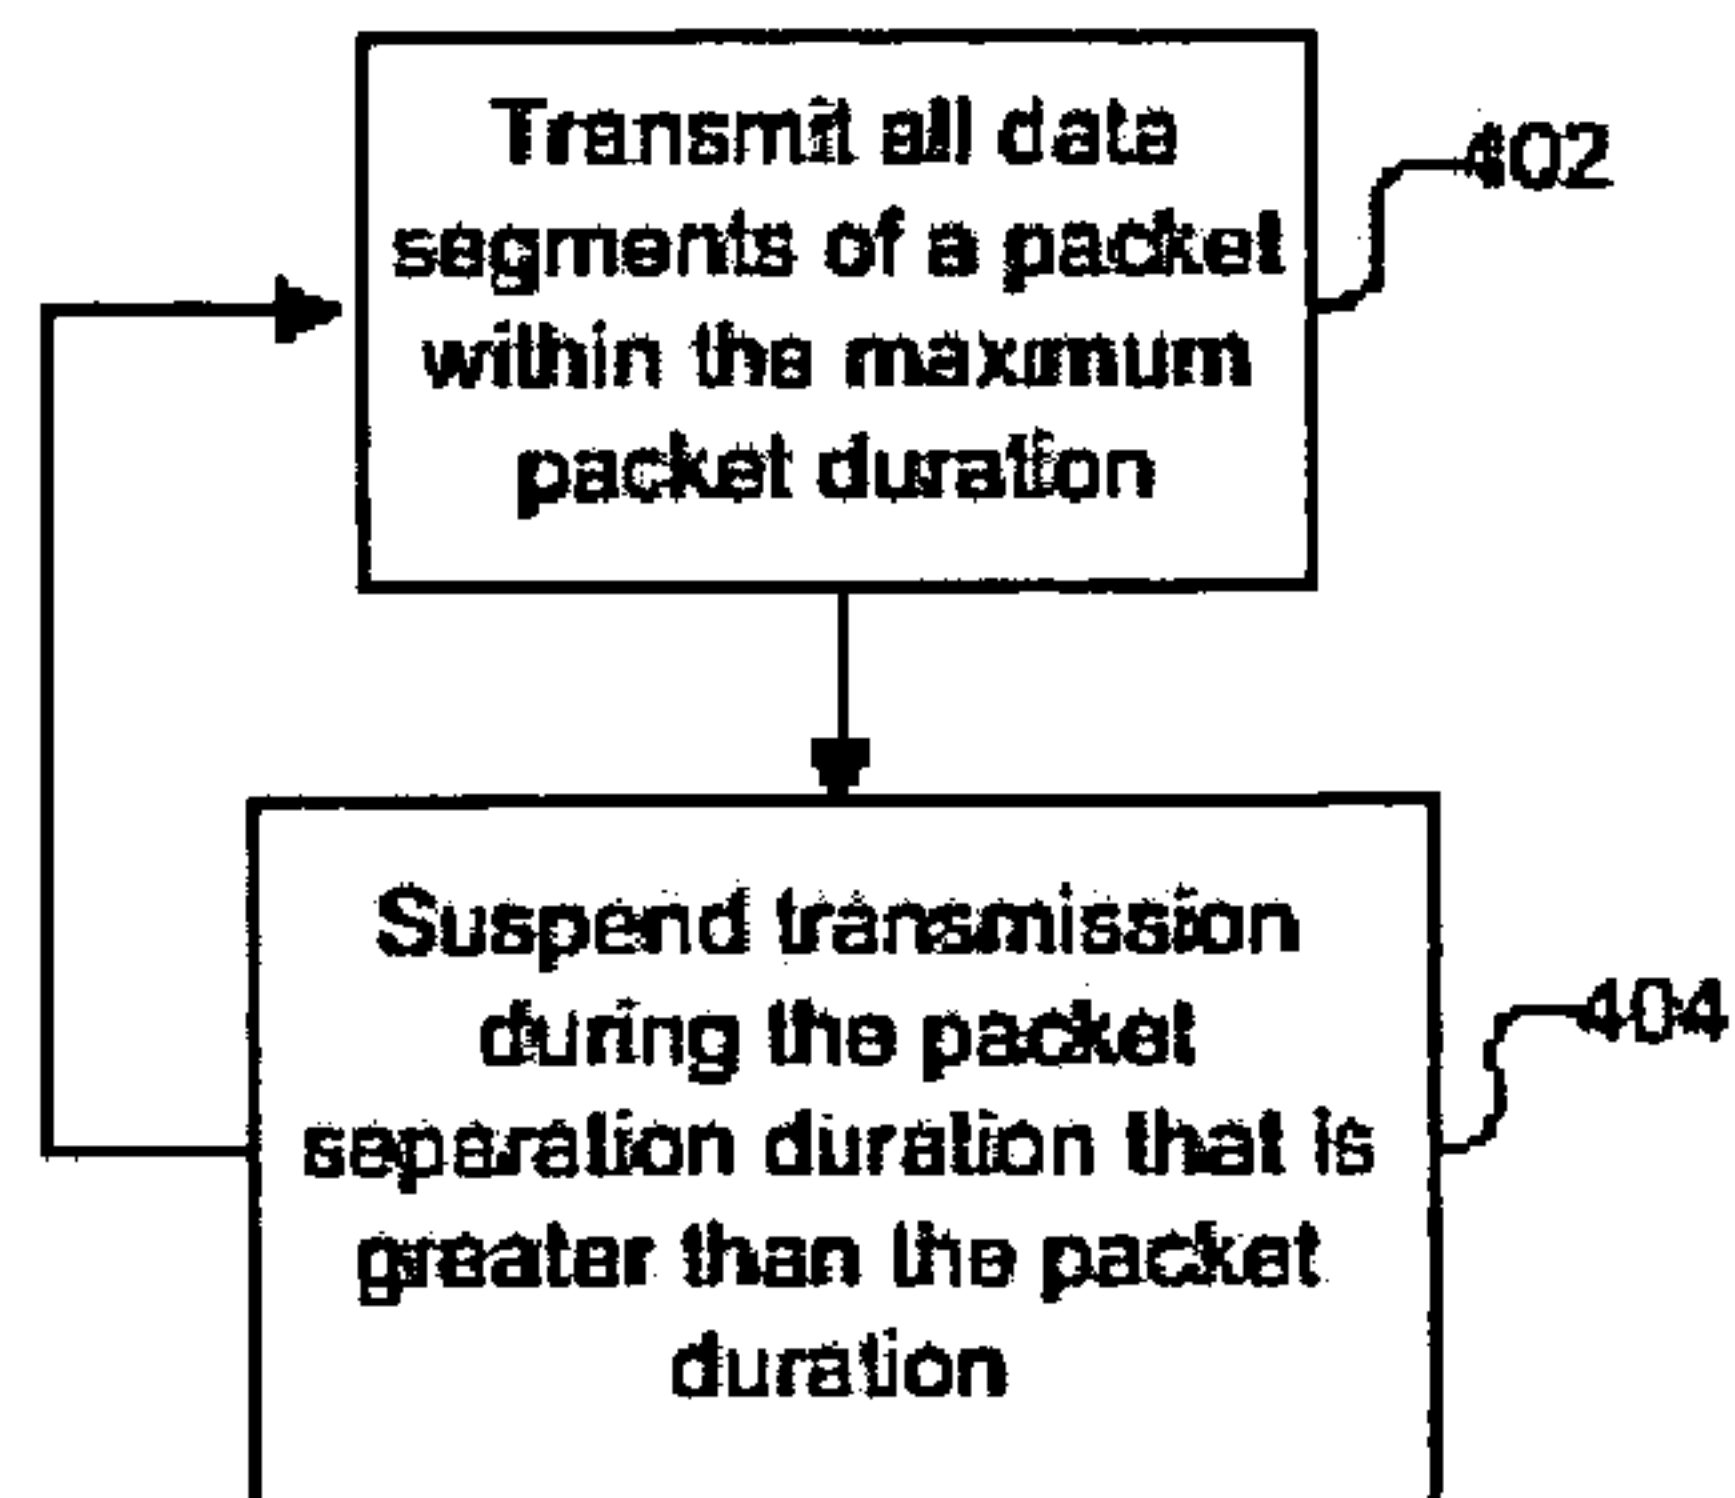 Transmit all data
segments of a packet
within the maximum
packet duration
402
Suspend transmission
during the packet
separation duration that is
greater than the packet
duration
404